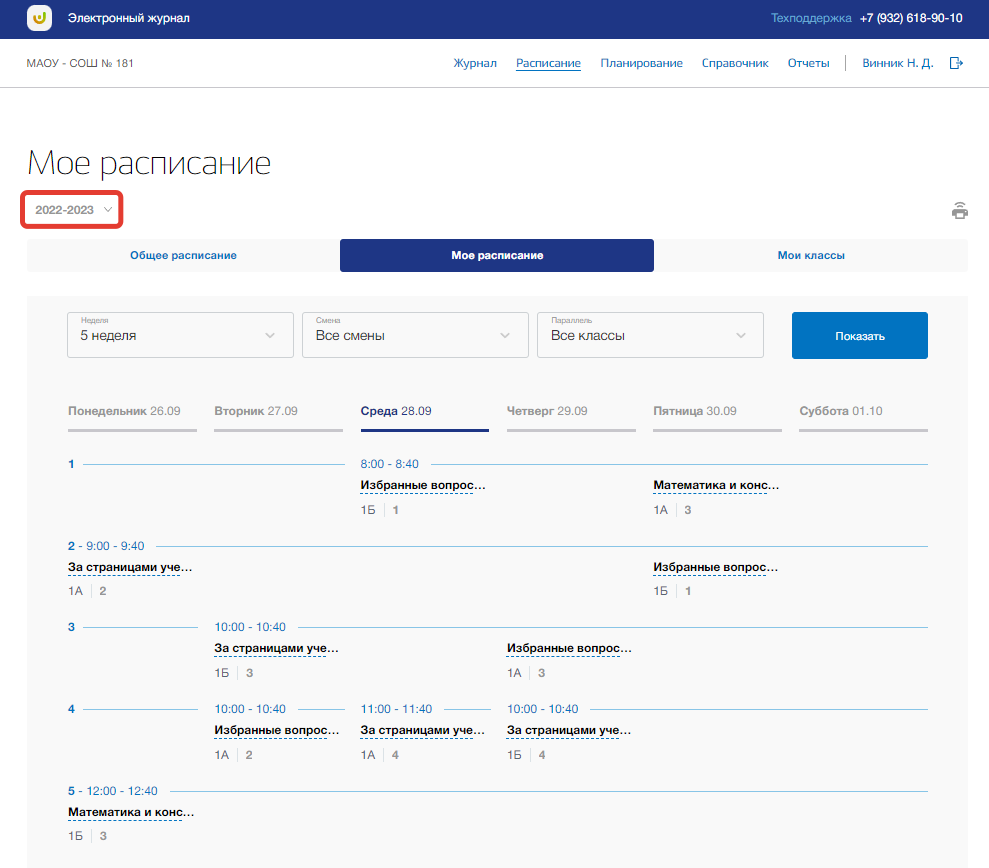 Электронный журнал
Техподдержка +7 (932) 618-90-10
МАОУ - СОШ № 181
Журнал Расписание Планирование Справочник Отчеты Винник Н. Д.
Мое расписание
2022-2023
Общее расписание Мое расписание Мои классы
Неделя Смена Параллель
5 неделя Все смены Все классы Показать
Понедельник 26.09 Вторник 27.09 Среда 28.09 Четверг 29.09 Пятница 30.09 Суббота 01.10
1 8:00 - 8:40
Избранные вопрос... Математика и конс...
1Б 1 1А 3
2 - 9:00 - 9:40
За страницами уче... Избранные вопрос...
1А 2 1Б 1
3 10:00 - 10:40
За страницами уче... Избранные вопрос...
1Б 3 1А 3
4 10:00 - 10:40 11:00 - 11:40 10:00 - 10:40
Избранные вопрос... За страницами уче... За страницами уче...
1А 2 1А 4 1Б 4
5 - 12:00 - 12:40
Математика и конс...
1Б 3